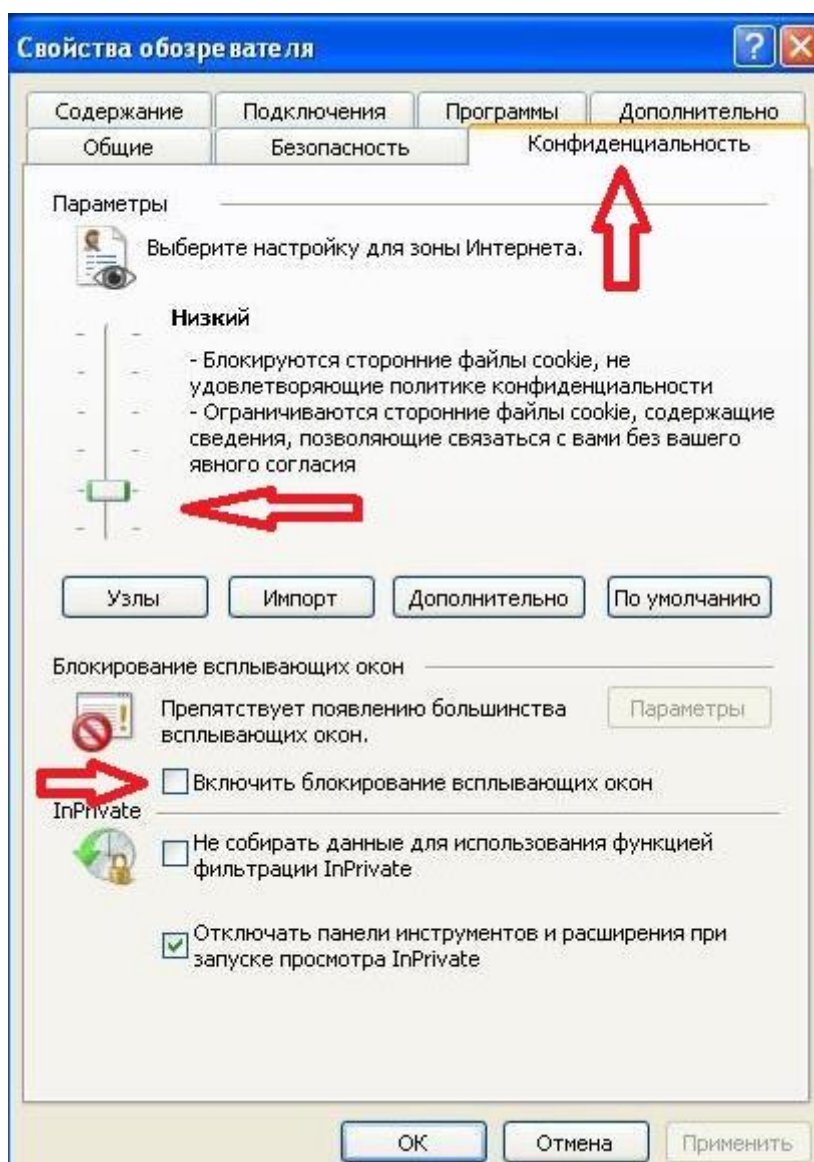 Свойства обозревателя
Содержание Подключения Программы Дополнительно
Общие Безопасность Конфиденциальность
Параметры
Выберите настройку для зоны Интернета.
Низкий
- Блокируются сторонние файлы cookie, не
удовлетворяющие политике конфиденциальности
- Ограничиваются сторонние файлы cookie, содержащие
сведения, позволяющие связаться с вами без вашего
явного согласия
Узлы Импорт Дополнительно По умолчанию
Блокирование всплывающих окон
Препятствует появлению большинства
всплывающих окон.
Параметры
Включить блокирование всплывающих окон
InPrivate
Не собирать данные для использования функцией
фильтрации InPrivate
Отключать панели инструментов и расширения при
запуске просмотра InPrivate
ОК Отмена Применить